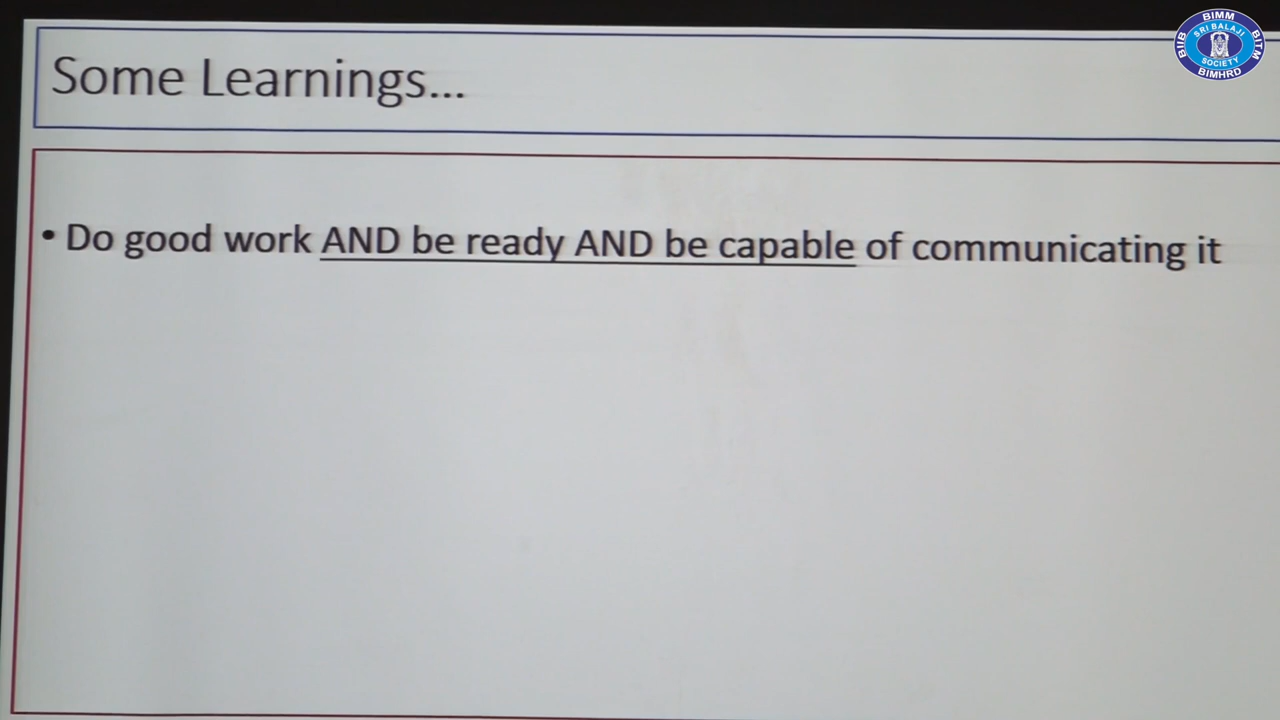 Some Learnings...
• Do good work AND be ready AND be capable of communicating it
BIMM
BIIB
SRI BALAJI
SOCIETY
BITM
BIMHRD